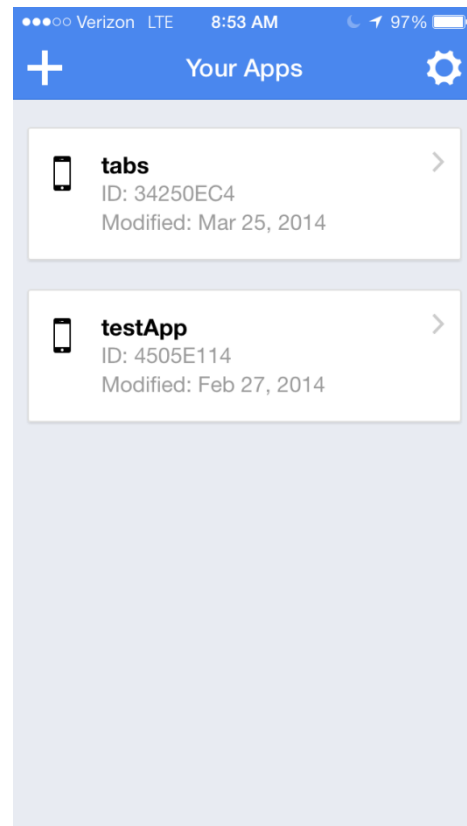 Verizon LTE 8:53 AM 97%
Your Apps
tabs
ID: 34250EC4
Modified: Mar 25, 2014
testApp
ID: 4505E114
Modified: Feb 27, 2014